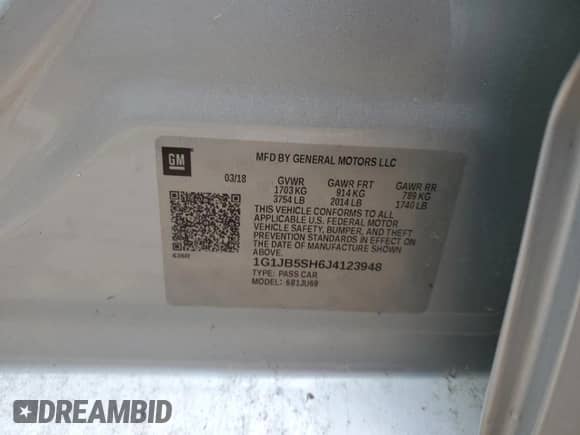 GM
MFD BY GENERAL MOTORS LLC
03/18 GVWR GAWR FRT GAWR RR
1703 KG 914 KG 789 KG
3754 LB 2014 LB 1740 LB
THIS VEHICLE CONFORMS TO ALL
APPLICABLE U.S. FEDERAL MOTOR
VEHICLE SAFETY, BUMPER, AND THEFT
PREVENTION STANDARDS IN EFFECT
ON THE DATE OF MANUFACTURE SHOWN
ABOVE.
1G1JB5SH6J4123948
TYPE: PASS CAR
MODEL: 6B1JU69
DREAMBID